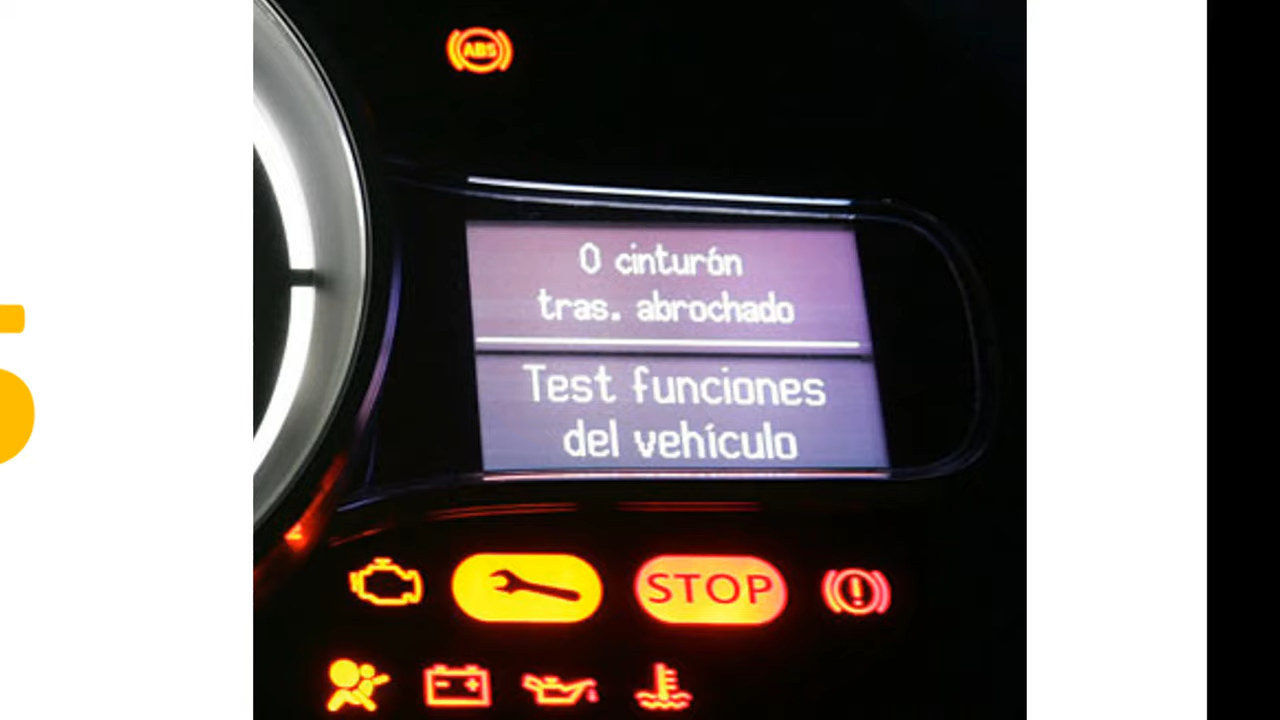 ABS
0 cinturón
tras. abrochado
Test funciones
del vehículo
STOP